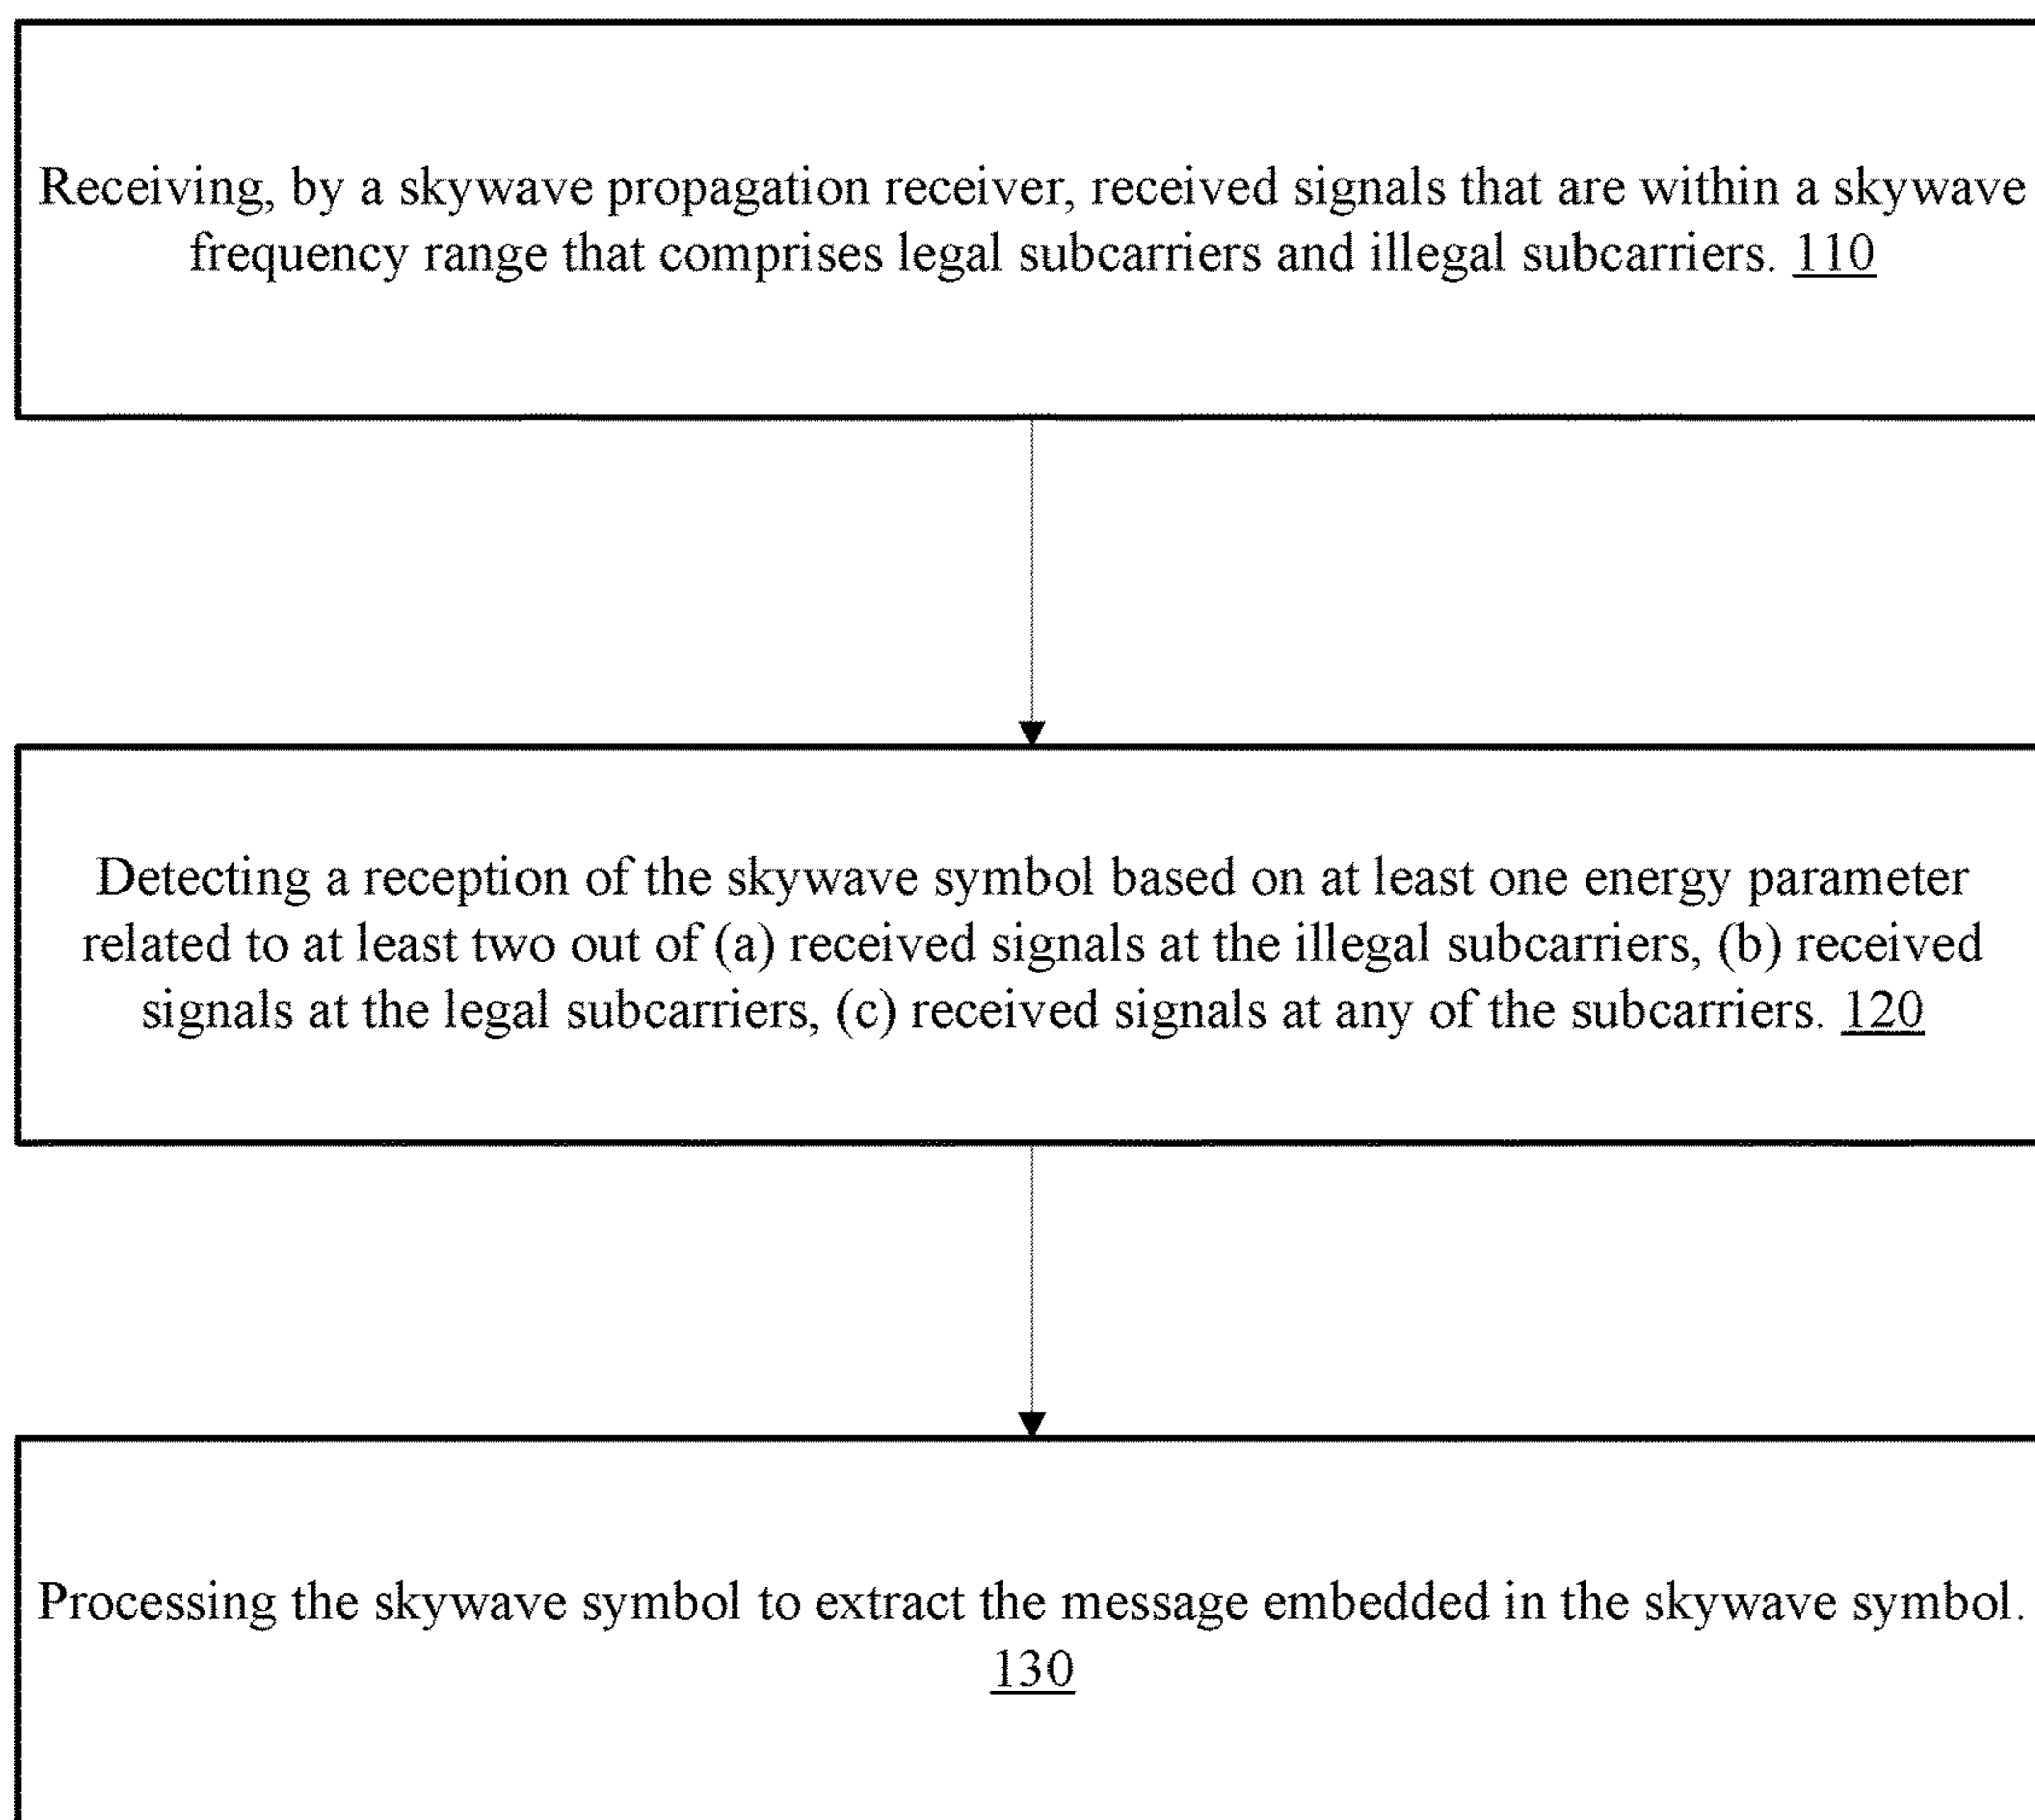 Receiving, by a skywave propagation receiver, received signals that are within a skywave
frequency range that comprises legal subcarriers and illegal subcarriers. 110
Detecting a reception of the skywave symbol based on at least one energy parameter
related to at least two out of (a) received signals at the illegal subcarriers, (b) received
signals at the legal subcarriers, (c) received signals at any of the subcarriers. 120
Processing the skywave symbol to extract the message embedded in the skywave symbol.
130